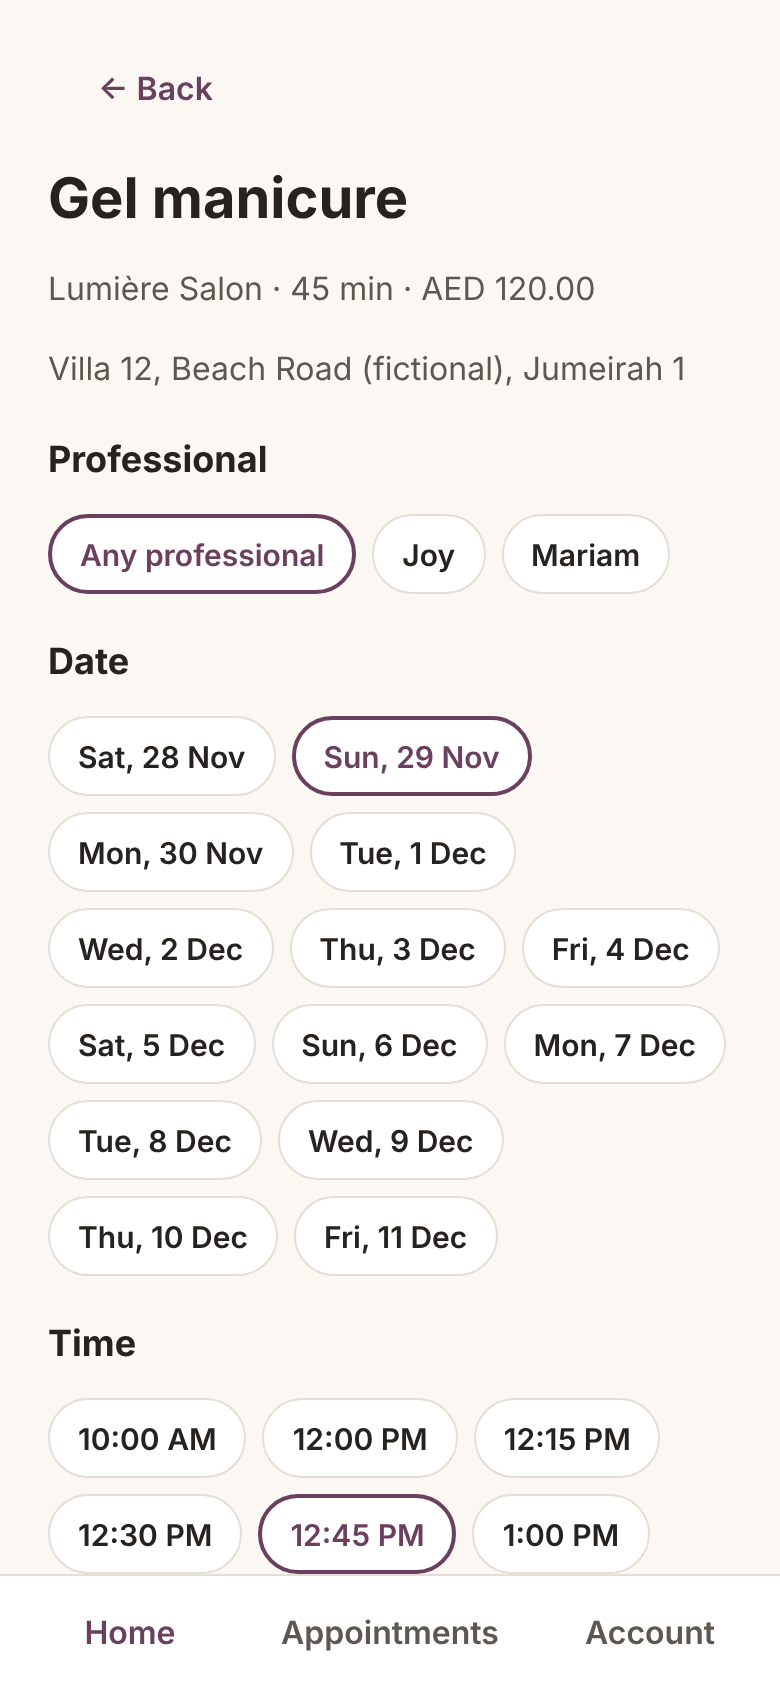 ← Back
Gel manicure
Lumière Salon · 45 min · AED 120.00
Villa 12, Beach Road (fictional), Jumeirah 1
Professional
Any professional Joy Mariam
Date
Sat, 28 Nov Sun, 29 Nov
Mon, 30 Nov Tue, 1 Dec
Wed, 2 Dec Thu, 3 Dec Fri, 4 Dec
Sat, 5 Dec Sun, 6 Dec Mon, 7 Dec
Tue, 8 Dec Wed, 9 Dec
Thu, 10 Dec Fri, 11 Dec
Time
10:00 AM 12:00 PM 12:15 PM
12:30 PM 12:45 PM 1:00 PM
Home Appointments Account